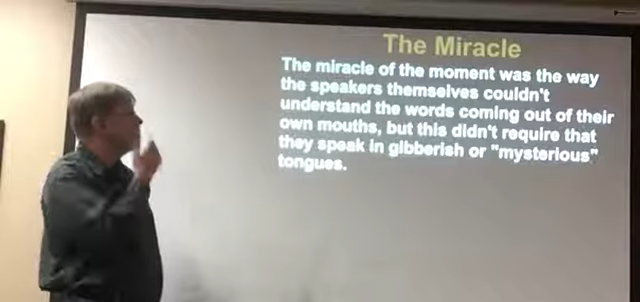 The Miracle
The miracle of the moment was the way
the speakers themselves couldn't
understand the words coming out of their
own mouths, but this didn't require that
they speak in gibberish or "mysterious"
tongues.